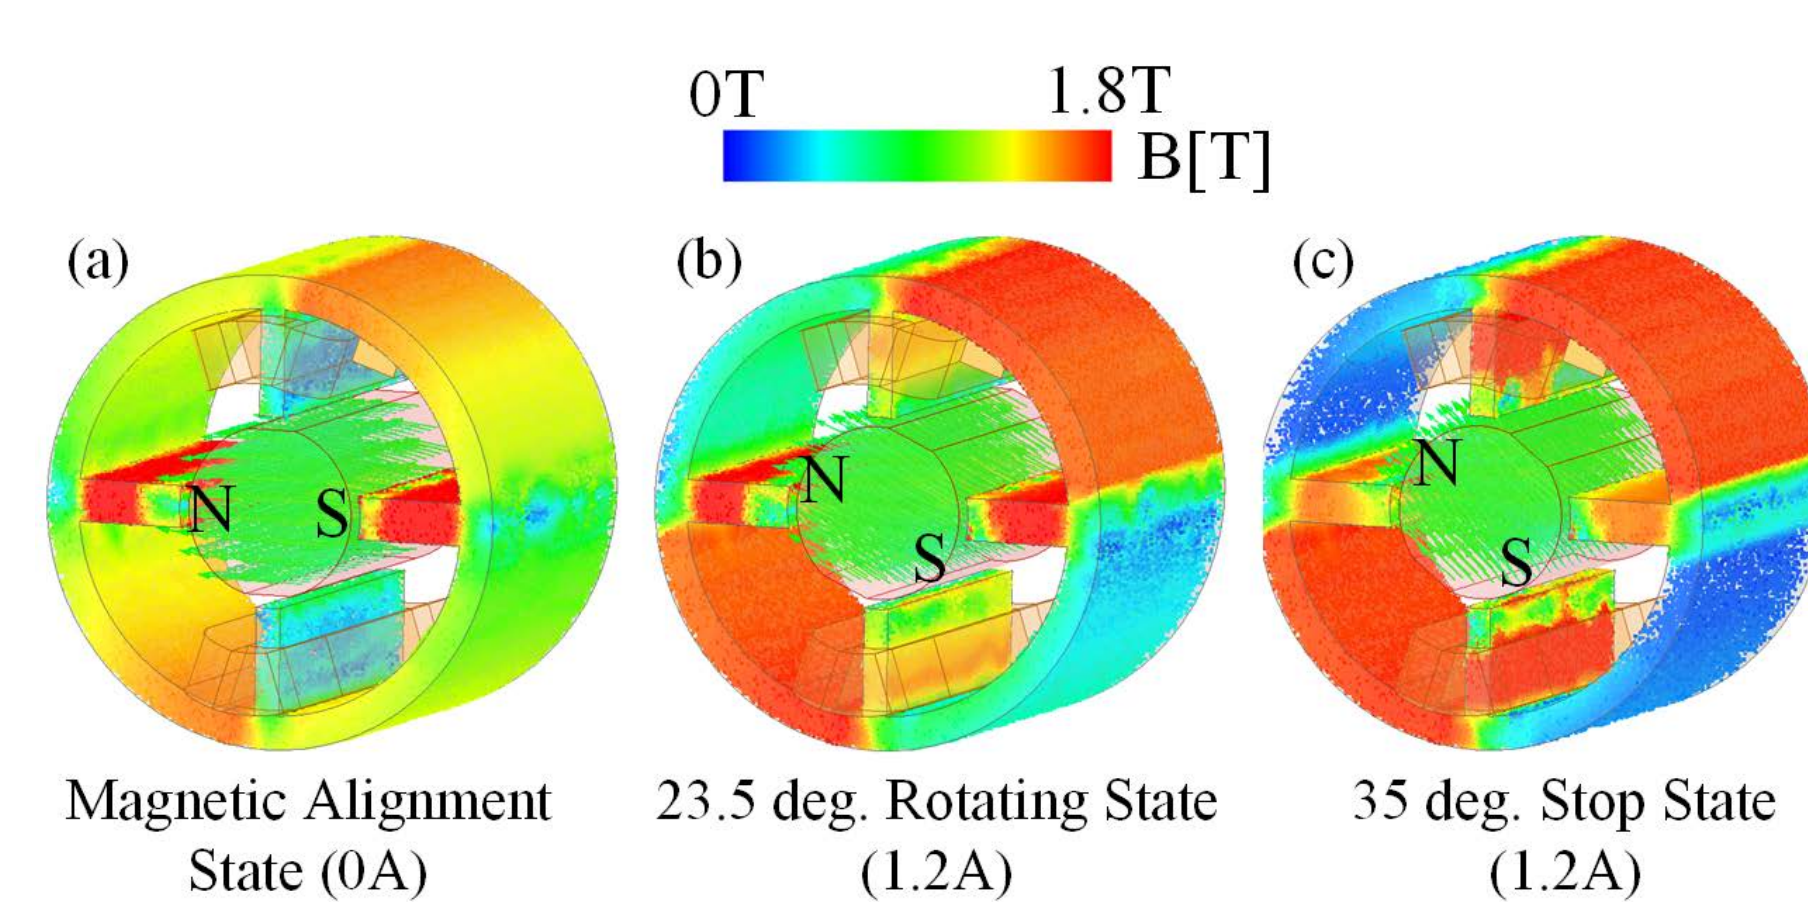 0T 1.8T
B[T]
(a) (b) (c)
N S
N S
N S
Magnetic Alignment
State (0A)
23.5 deg. Rotating State
(1.2A)
35 deg. Stop State
(1.2A)